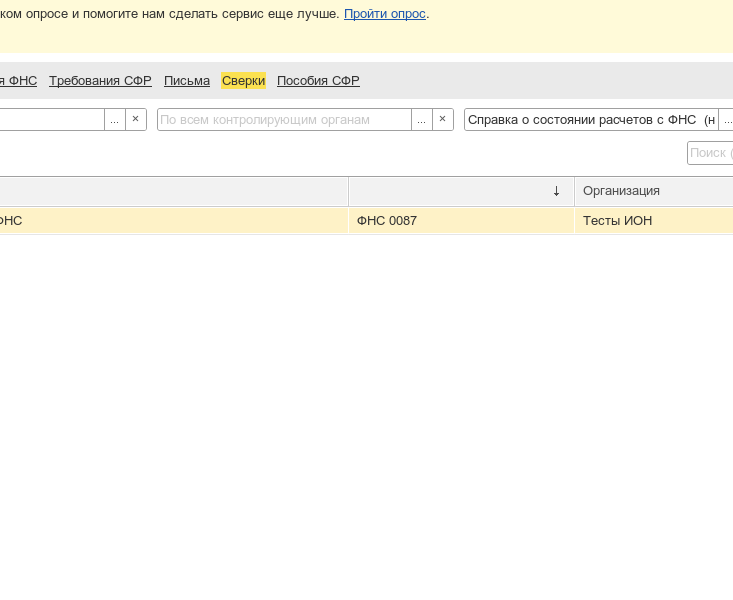 ком опросе и помогите нам сделать сервис еще лучше. Пройти опрос.
я ФНС Требования СФР Письма Сверки Пособия СФР
... × По всем контролирующим органам ... × Справка о состоянии расчетов с ФНС (н ...
Поиск (
↓ Организация
ФНС ФНС 0087 Тесты ИОН